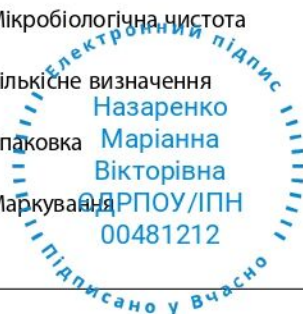 Мікробіологічна чистота
Електронний підпис
Кількісне визначення
Назаренко
Упаковка Маріанна
Вікторівна
Маркування ЄДРПОУ/ІПН
00481212
Підписано у Вчасно